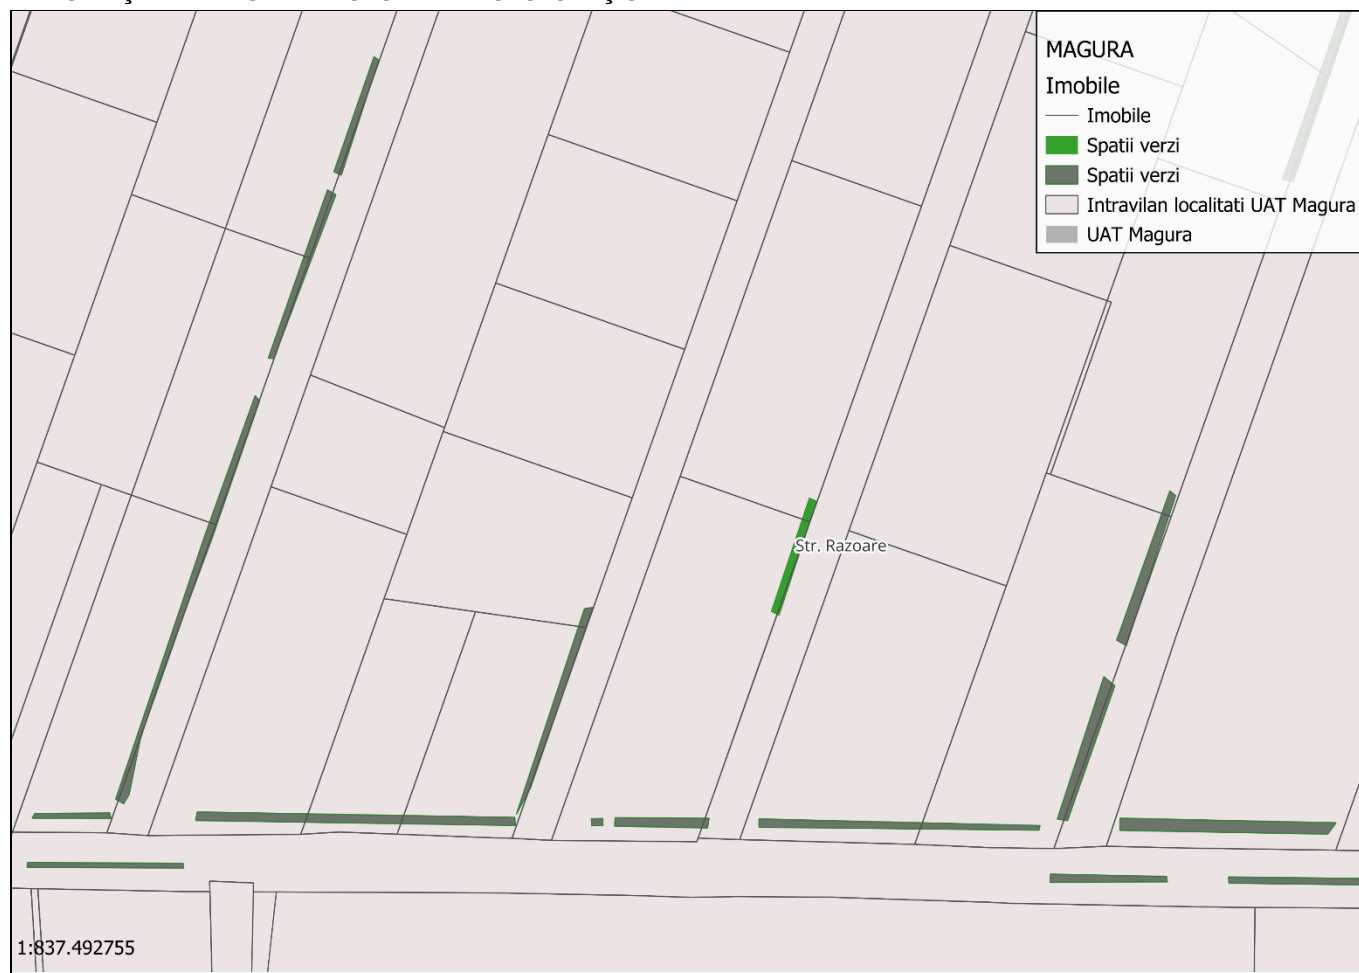 MAGURA
Imobile
Imobile
Spatii verzi
Spatii verzi
Intravilan localitati UAT Magura
UAT Magura
Str. Razoare
1:837.492755